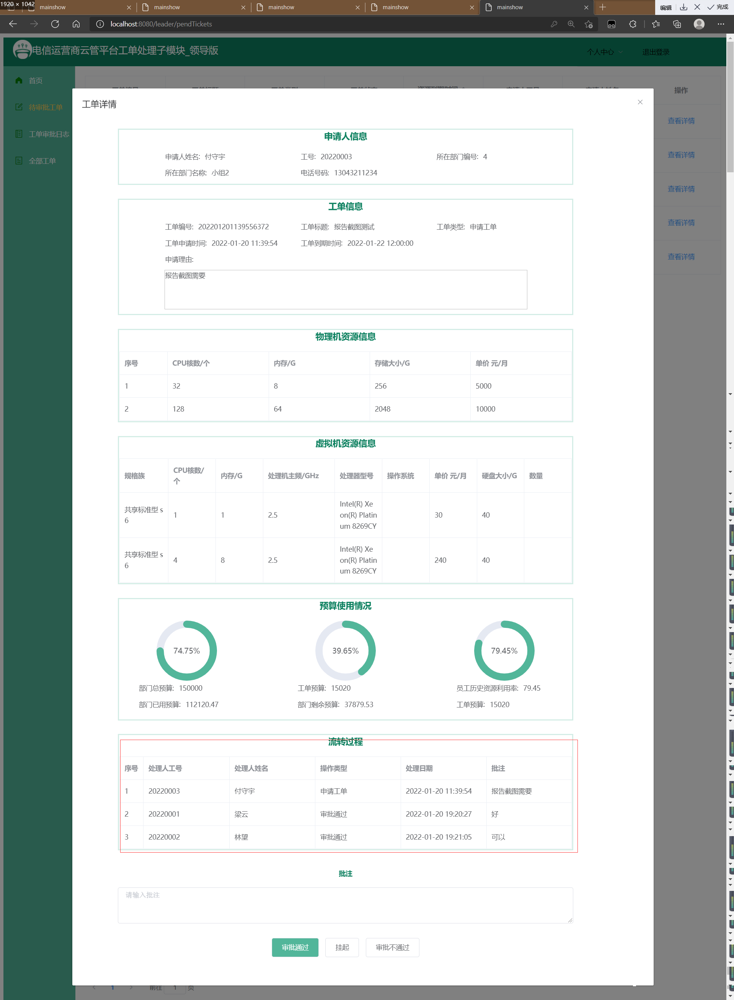 1920 × 1042
mainshow
mainshow
mainshow
mainshow
mainshow
编辑
完成
localhost:8080/leader/pendTickets
电信运营商云管平台工单处理子模块_领导版
个人中心
退出登录
首页
待审批工单
工单审批日志
全部工单
操作
查看详情
查看详情
查看详情
查看详情
查看详情
工单详情
申请人信息
申请人姓名: 付守宇 工号: 20220003 所在部门编号: 4
所在部门名称: 小组2 电话号码: 13043211234
工单信息
工单编号: 202201201139556372 工单标题: 报告截图测试 工单类型: 申请工单
工单申请时间: 2022-01-20 11:39:54 工单到期时间: 2022-01-22 12:00:00
申请理由:
报告截图需要
物理机资源信息
序号 CPU核数/个 内存/G 存储大小/G 单价 元/月
1 32 8 256 5000
2 128 64 2048 10000
虚拟机资源信息
规格族 CPU核数/个 内存/G 处理机主频/GHz 处理器型号 操作系统 单价 元/月 硬盘大小/G 数量
共享标准型 s6 1 1 2.5 Intel(R) Xeon(R) Platinum 8269CY 30 40
共享标准型 s6 4 8 2.5 Intel(R) Xeon(R) Platinum 8269CY 240 40
预算使用情况
74.75% 39.65% 79.45%
部门总预算: 150000 工单预算: 15020 员工历史资源利用率: 79.45
部门已用预算: 112120.47 部门剩余预算: 37879.53 工单预算: 15020
流转过程
序号 处理人工号 处理人姓名 操作类型 处理日期 批注
1 20220003 付守宇 申请工单 2022-01-20 11:39:54 报告截图需要
2 20220001 梁云 审批通过 2022-01-20 19:20:27 好
3 20220002 林望 审批通过 2022-01-20 19:21:05 可以
批注
请输入批注
审批通过 挂起 审批不通过
1 前往 1 页